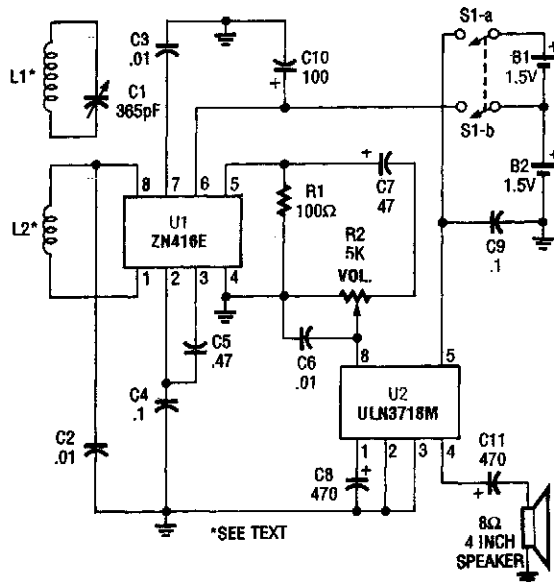 S1-a
C3
.01
C10
100
+
B1
1.5V
+
L1*
C1
365pF
S1-b
B2
1.5V
+
8 7 6 5
+
C7
47
R1
100Ω
L2*
U1
ZN416E
R2
5K
VOL.
C9
.1
1 2 3 4
C5
.47
C6
.01
8 5
C4
.1
U2
ULN3718M
C2
.01
1 2 3 4
C11
470
+
C8
470
+
*SEE TEXT
8Ω
4 INCH
SPEAKER